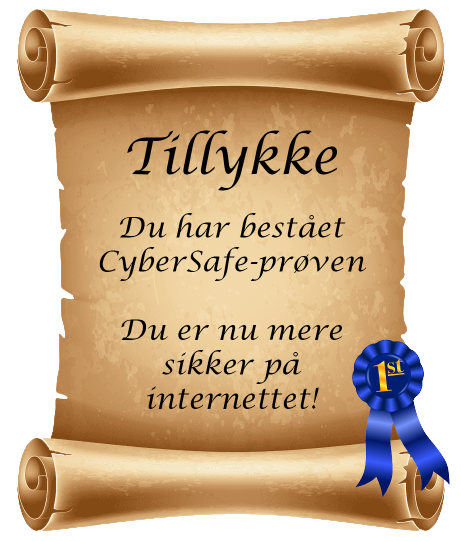 Tillykke
Du har bestået
CyberSafe-prøven
Du er nu mere
sikker på
internettet!
1st